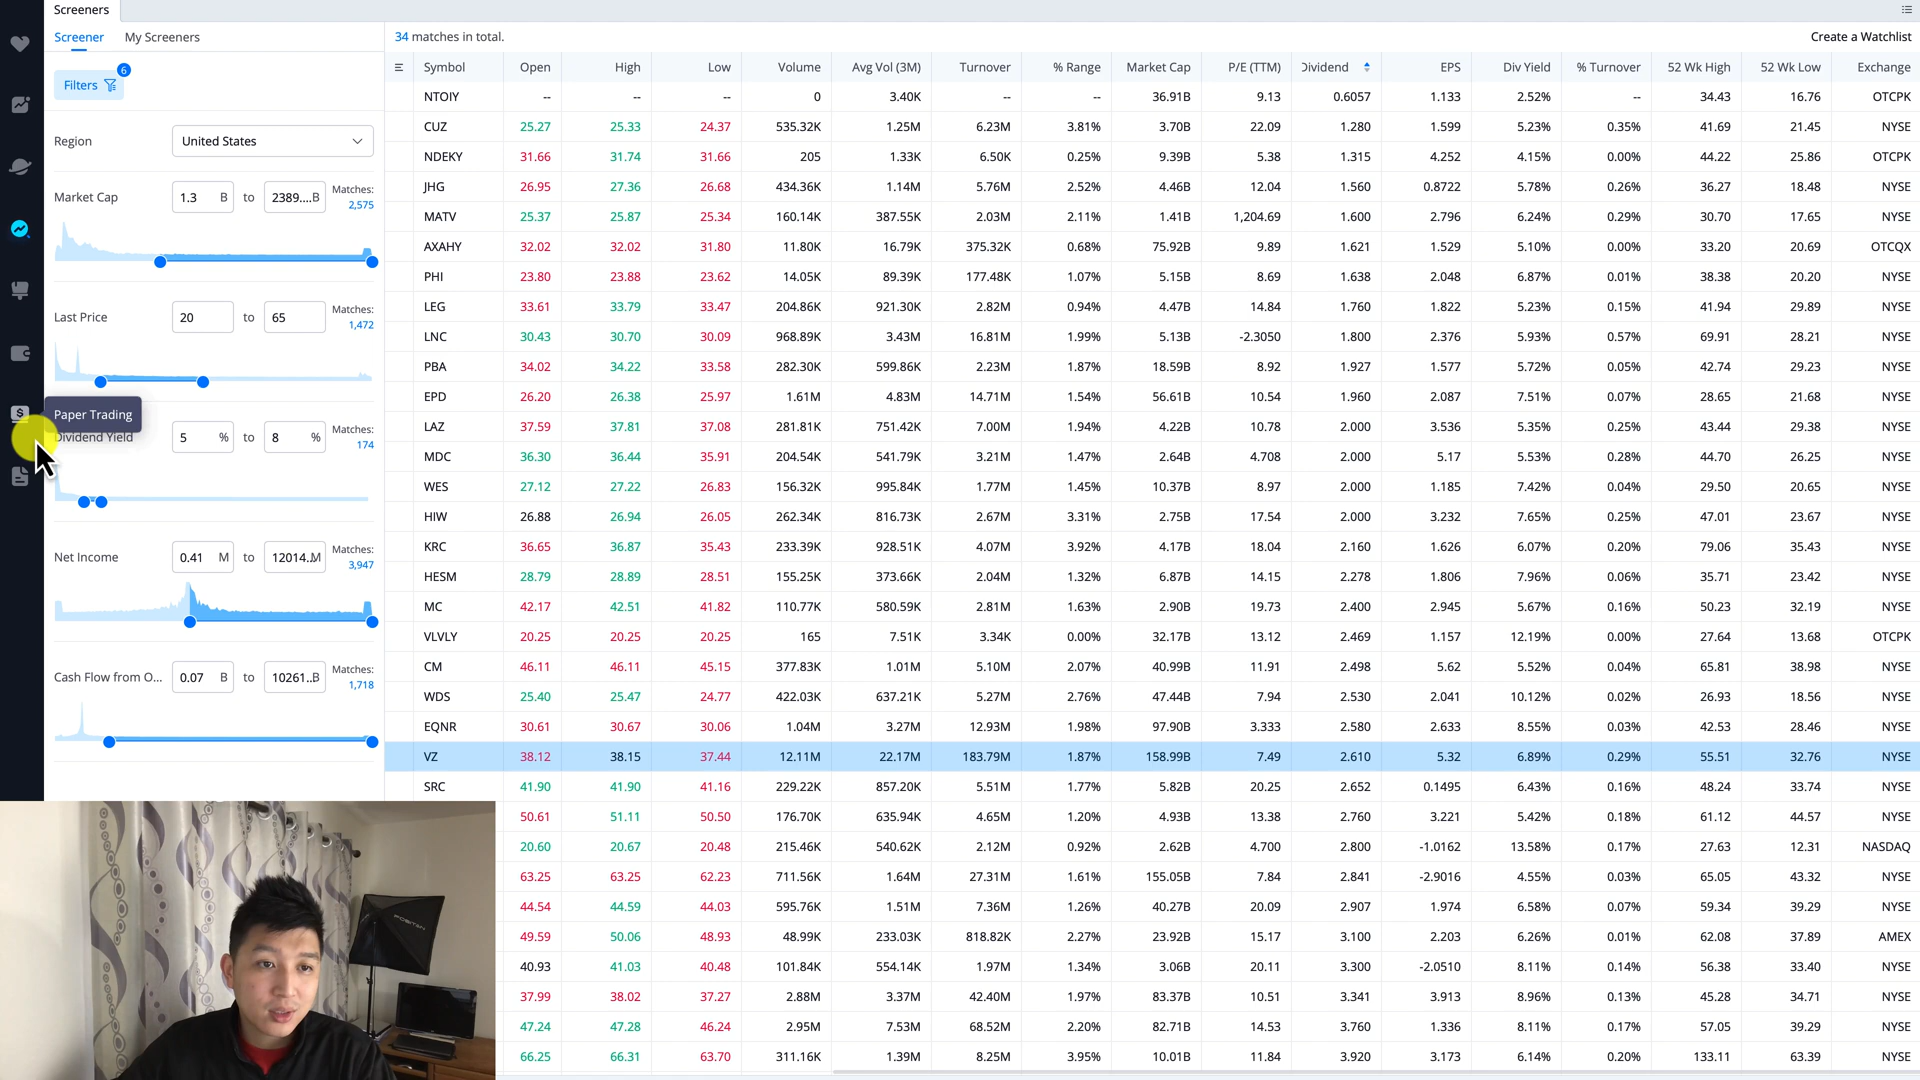 Screeners
Screener My Screeners
34 matches in total.
Create a Watchlist
Filters 6
Region United States
Market Cap 1.3 B to 2389....B Matches: 2,575
Last Price 20 to 65 Matches: 1,472
Paper Trading
Dividend Yield 5 % to 8 % Matches: 174
Net Income 0.41 M to 12014.. M Matches: 3,947
Cash Flow from O... 0.07 B to 10261.. B Matches: 1,718
Symbol Open High Low Volume Avg Vol (3M) Turnover % Range Market Cap P/E (TTM) Dividend EPS Div Yield % Turnover 52 Wk High 52 Wk Low Exchange
NTOIY -- -- -- 0 3.40K -- -- 36.91B 9.13 0.6057 1.133 2.52% -- 34.43 16.76 OTCPK
CUZ 25.27 25.33 24.37 535.32K 1.25M 6.23M 3.81% 3.70B 22.09 1.280 1.599 5.23% 0.35% 41.69 21.45 NYSE
NDEKY 31.66 31.74 31.66 205 1.33K 6.50K 0.25% 9.39B 5.38 1.315 4.252 4.15% 0.00% 44.22 25.86 OTCPK
JHG 26.95 27.36 26.68 434.36K 1.14M 5.76M 2.52% 4.46B 12.04 1.560 0.8722 5.78% 0.26% 36.27 18.48 NYSE
MATV 25.37 25.87 25.34 160.14K 387.55K 2.03M 2.11% 1.41B 1,204.69 1.600 2.796 6.24% 0.29% 30.70 17.65 NYSE
AXAHY 32.02 32.02 31.80 11.80K 16.79K 375.32K 0.68% 75.92B 9.89 1.621 1.529 5.10% 0.00% 33.20 20.69 OTCQX
PHI 23.80 23.88 23.62 14.05K 89.39K 177.48K 1.07% 5.15B 8.69 1.638 2.048 6.87% 0.01% 38.38 20.20 NYSE
LEG 33.61 33.79 33.47 204.86K 921.30K 2.82M 0.94% 4.47B 14.84 1.760 1.822 5.23% 0.15% 41.94 29.89 NYSE
LNC 30.43 30.70 30.09 968.89K 3.43M 16.81M 1.99% 5.13B -2.3050 1.800 2.376 5.93% 0.57% 69.91 28.21 NYSE
PBA 34.02 34.22 33.58 282.30K 599.86K 2.23M 1.87% 18.59B 8.92 1.927 1.577 5.72% 0.05% 42.74 29.23 NYSE
EPD 26.20 26.38 25.97 1.61M 4.83M 14.71M 1.54% 56.61B 10.54 1.960 2.087 7.51% 0.07% 28.65 21.68 NYSE
LAZ 37.59 37.81 37.08 281.81K 751.42K 7.00M 1.94% 4.22B 10.78 2.000 3.536 5.35% 0.25% 43.44 29.38 NYSE
MDC 36.30 36.44 35.91 204.54K 541.79K 3.21M 1.47% 2.64B 4.708 2.000 5.17 5.53% 0.28% 44.70 26.25 NYSE
WES 27.12 27.22 26.83 156.32K 995.84K 1.77M 1.45% 10.37B 8.97 2.000 1.185 7.42% 0.04% 29.50 20.65 NYSE
HIW 26.88 26.94 26.05 262.34K 816.73K 2.67M 3.31% 2.75B 17.54 2.000 3.232 7.65% 0.25% 47.01 23.67 NYSE
KRC 36.65 36.87 35.43 233.39K 928.51K 4.07M 3.92% 4.17B 18.04 2.160 1.626 6.07% 0.20% 79.06 35.43 NYSE
HESM 28.79 28.89 28.51 155.25K 373.66K 2.04M 1.32% 6.87B 14.15 2.278 1.806 7.96% 0.06% 35.71 23.42 NYSE
MC 42.17 42.51 41.82 110.77K 580.59K 2.81M 1.63% 2.90B 19.73 2.400 2.945 5.67% 0.16% 50.23 32.19 NYSE
VLVLY 20.25 20.25 20.25 165 7.51K 3.34K 0.00% 32.17B 13.12 2.469 1.157 12.19% 0.00% 27.64 13.68 OTCPK
CM 46.11 46.11 45.15 377.83K 1.01M 5.10M 2.07% 40.99B 11.91 2.498 5.62 5.52% 0.04% 65.81 38.98 NYSE
WDS 25.40 25.47 24.77 422.03K 637.21K 5.27M 2.76% 47.44B 7.94 2.530 2.041 10.12% 0.02% 26.93 18.56 NYSE
EQNR 30.61 30.67 30.06 1.04M 3.27M 12.93M 1.98% 97.90B 3.333 2.580 2.633 8.55% 0.03% 42.53 28.46 NYSE
VZ 38.12 38.15 37.44 12.11M 22.17M 183.79M 1.87% 158.99B 7.49 2.610 5.32 6.89% 0.29% 55.51 32.76 NYSE
SRC 41.90 41.90 41.16 229.22K 857.20K 5.51M 1.77% 5.82B 20.25 2.652 0.1495 6.43% 0.16% 48.24 33.74 NYSE
50.61 51.11 50.50 176.70K 635.94K 4.65M 1.20% 4.93B 13.38 2.760 3.221 5.42% 0.18% 61.12 44.57 NYSE
20.60 20.67 20.48 215.46K 540.62K 2.12M 0.92% 2.62B 4.700 2.800 -1.0162 13.58% 0.17% 27.63 12.31 NASDAQ
63.25 63.25 62.23 711.56K 1.64M 27.31M 1.61% 155.05B 7.84 2.841 -2.9016 4.55% 0.03% 65.05 43.32 NYSE
44.54 44.59 44.03 595.76K 1.51M 7.36M 1.26% 40.27B 20.09 2.907 1.974 6.58% 0.07% 59.34 39.29 NYSE
49.59 50.06 48.93 48.99K 233.03K 818.82K 2.27% 23.92B 15.17 3.100 2.203 6.26% 0.01% 62.08 37.89 AMEX
40.93 41.03 40.48 101.84K 554.14K 1.97M 1.34% 3.06B 20.11 3.300 -2.0510 8.11% 0.14% 56.38 33.40 NYSE
37.99 38.02 37.27 2.88M 3.37M 42.40M 1.97% 83.37B 10.51 3.341 3.913 8.96% 0.13% 45.28 34.71 NYSE
47.24 47.28 46.24 2.95M 7.53M 68.52M 2.20% 82.71B 14.53 3.760 1.336 8.11% 0.17% 57.05 39.29 NYSE
66.25 66.31 63.70 311.16K 1.39M 8.25M 3.95% 10.01B 11.84 3.920 3.173 6.14% 0.20% 133.11 63.39 NYSE